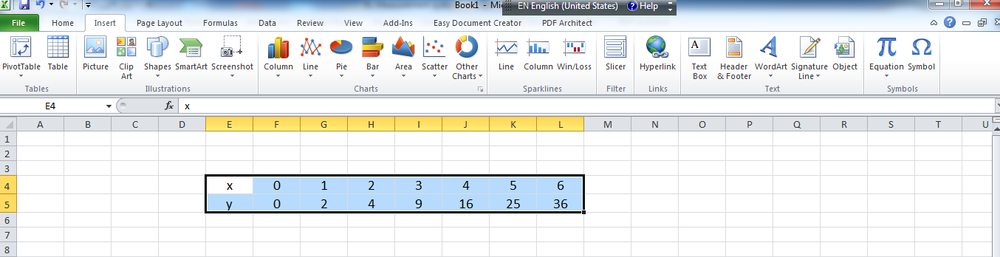 Book1 - Mic
EN English (United States) Help
File Home Insert Page Layout Formulas Data Review View Add-Ins Easy Document Creator PDF Architect
PivotTable Table Picture Clip Art Shapes SmartArt Screenshot Column Line Pie Bar Area Scatter Other Charts Line Column Win/Loss Slicer Hyperlink Text Box Header & Footer WordArt Signature Line Object Equation Symbol
Tables Illustrations Charts Sparklines Filter Links Text Symbols
E4 fx x
A B C D E F G H I J K L M N O P Q R S T U
1
2
3
4 x 0 1 2 3 4 5 6
5 y 0 2 4 9 16 25 36
6
7
8